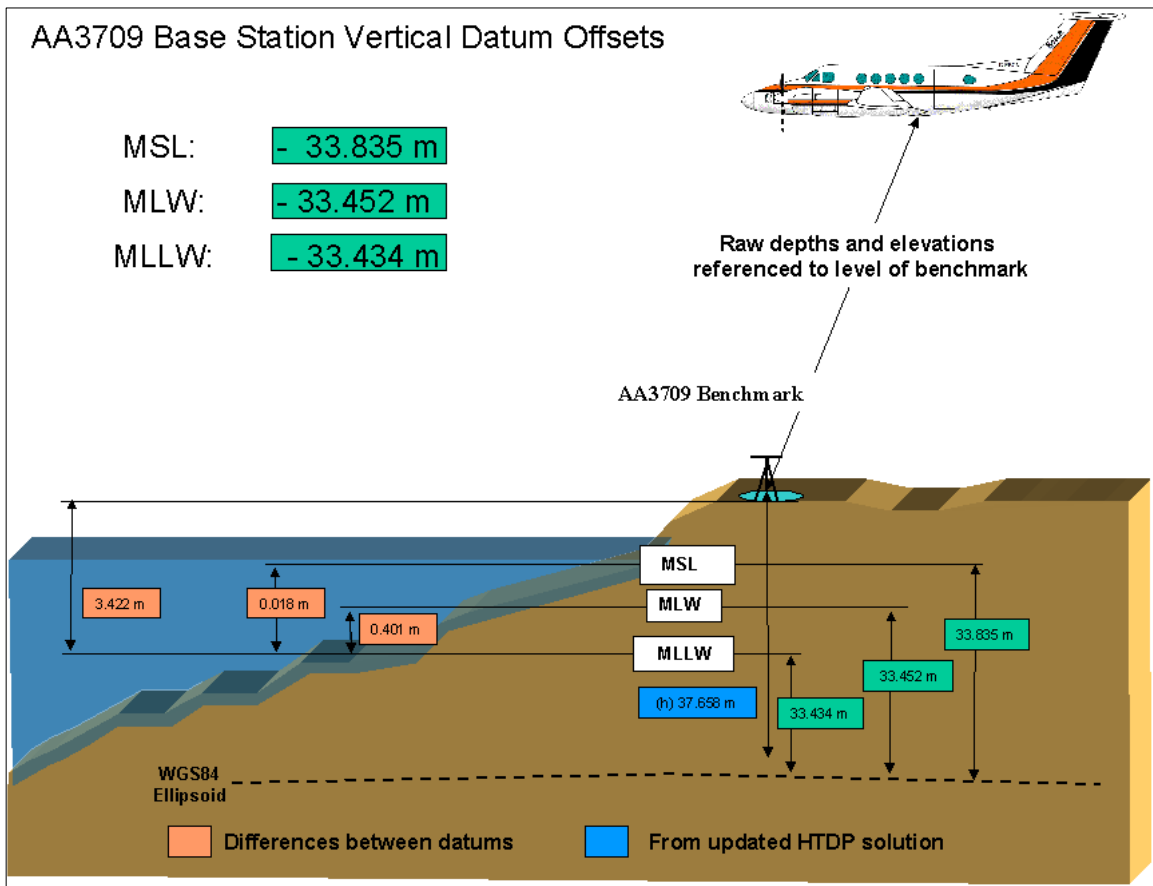 AA3709 Base Station Vertical Datum Offsets
MSL: - 33.835 m
MLW: - 33.452 m
MLLW: - 33.434 m
Raw depths and elevations
referenced to level of benchmark
AA3709 Benchmark
MSL
3.422 m
0.018 m
MLW
0.401 m
33.835 m
MLLW
33.452 m
(h) 37.658 m
33.434 m
WGS84
Ellipsoid
Differences between datums
From updated HTDP solution